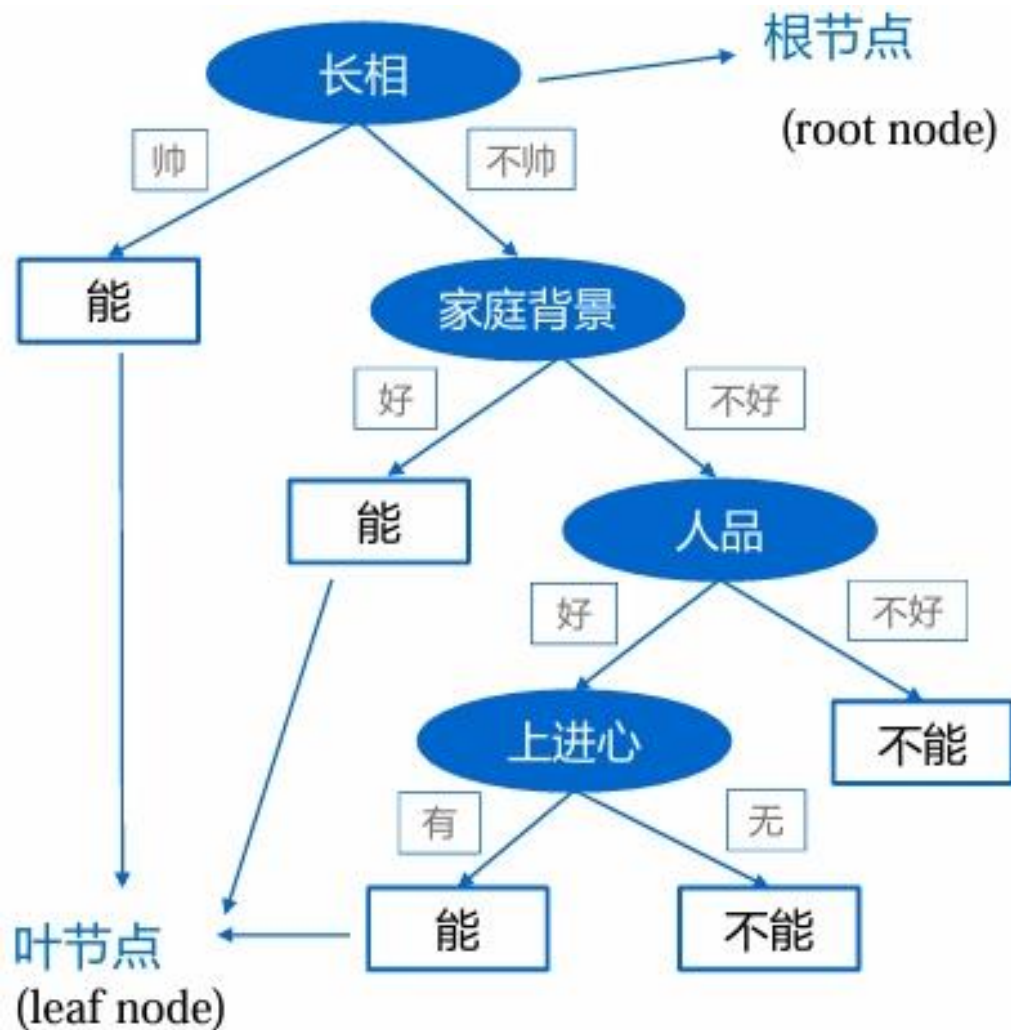 长相
根节点
(root node)
帅
不帅
能
家庭背景
好
不好
能
人品
好
不好
上进心
不能
有
无
能
不能
叶节点
(leaf node)